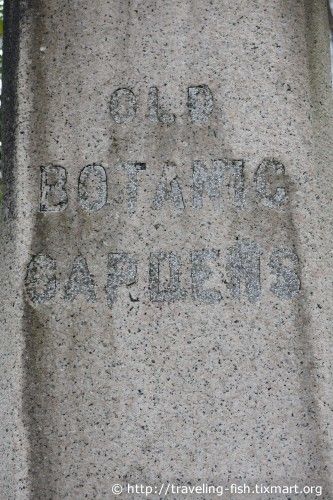 OLD
BOTANIC
GARDENS
© http://traveling-fish.tixmart.org